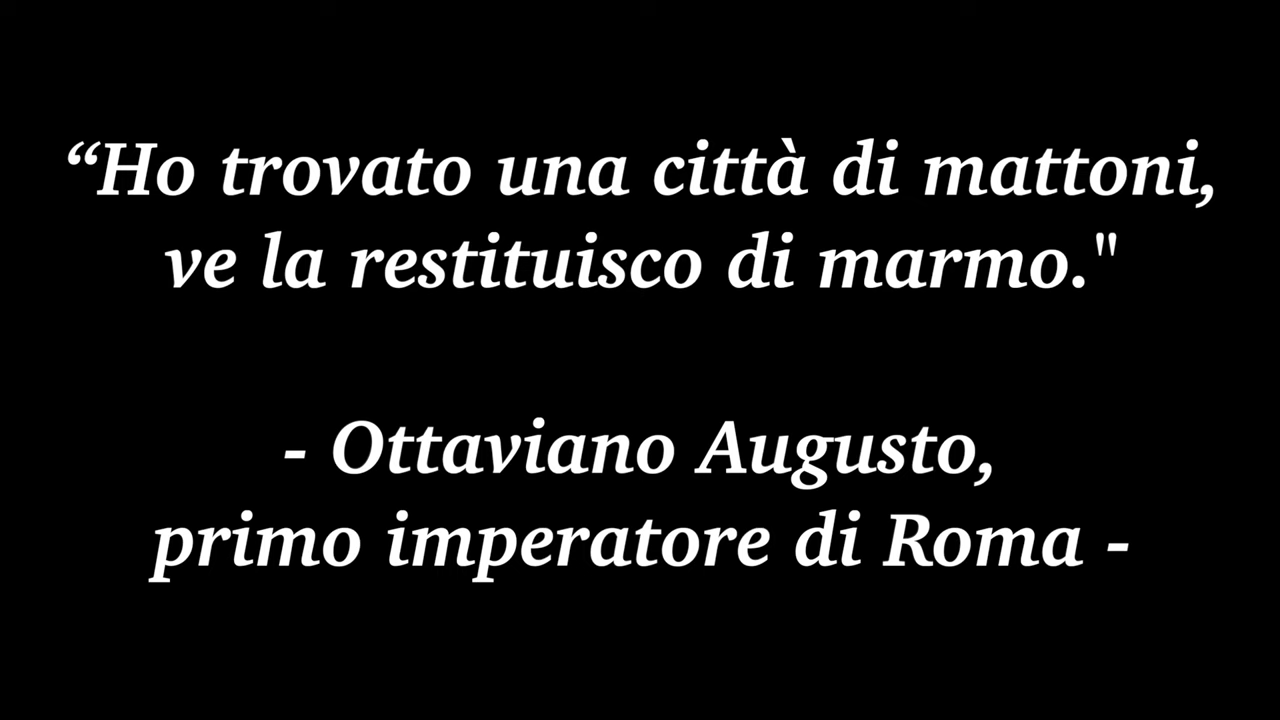 “Ho trovato una città di mattoni,
ve la restituisco di marmo."
- Ottaviano Augusto,
primo imperatore di Roma -